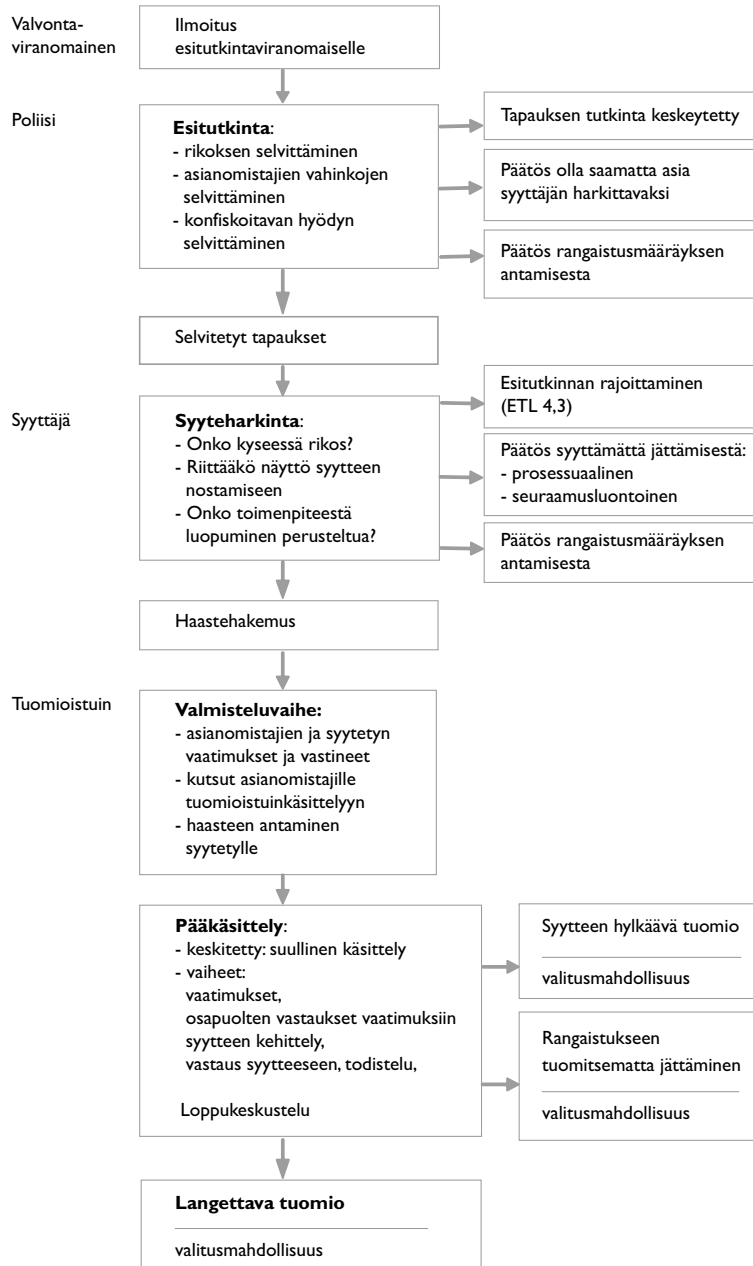 Valvonta-
viranomainen
Ilmoitus
esitutkintaviranomaiselle
Poliisi
Esitutkinta:
- rikoksen selvittäminen
- asianomistajien vahinkojen
selvittäminen
- konfiskoitavan hyödyn
selvittäminen
Tapauksen tutkinta keskeytetty
Päätös olla saamatta asia
syyttäjän harkittavaksi
Päätös rangaistusmääräyksen
antamisesta
Selvitetyt tapaukset
Syyttäjä
Syyteharkinta:
- Onko kyseessä rikos?
- Riittääkö näyttö syytteen
nostamiseen
- Onko toimenpiteestä
luopuminen perusteltua?
Esitutkinnan rajoittaminen
(ETL 4,3)
Päätös syyttämättä jättämisestä:
- prosessuaalinen
- seuraamusluontoinen
Päätös rangaistusmääräyksen
antamisesta
Haastehakemus
Tuomioistuin
Valmisteluvaihe:
- asianomistajien ja syytetyn
vaatimukset ja vastineet
- kutsut asianomistajille
tuomioistuinkäsittelyyn
- haasteen antaminen
syytetylle
Pääkäsittely:
- keskitetty: suullinen käsittely
- vaiheet:
vaatimukset,
osapuolten vastaukset vaatimuksiin
syytteen kehittely,
vastaus syytteeseen, todistelu,
Loppukeskustelu
Syytteen hylkäävä tuomio
valitusmahdollisuus
Rangaistukseen
tuomitsematta jättäminen
valitusmahdollisuus
Langettava tuomio
valitusmahdollisuus